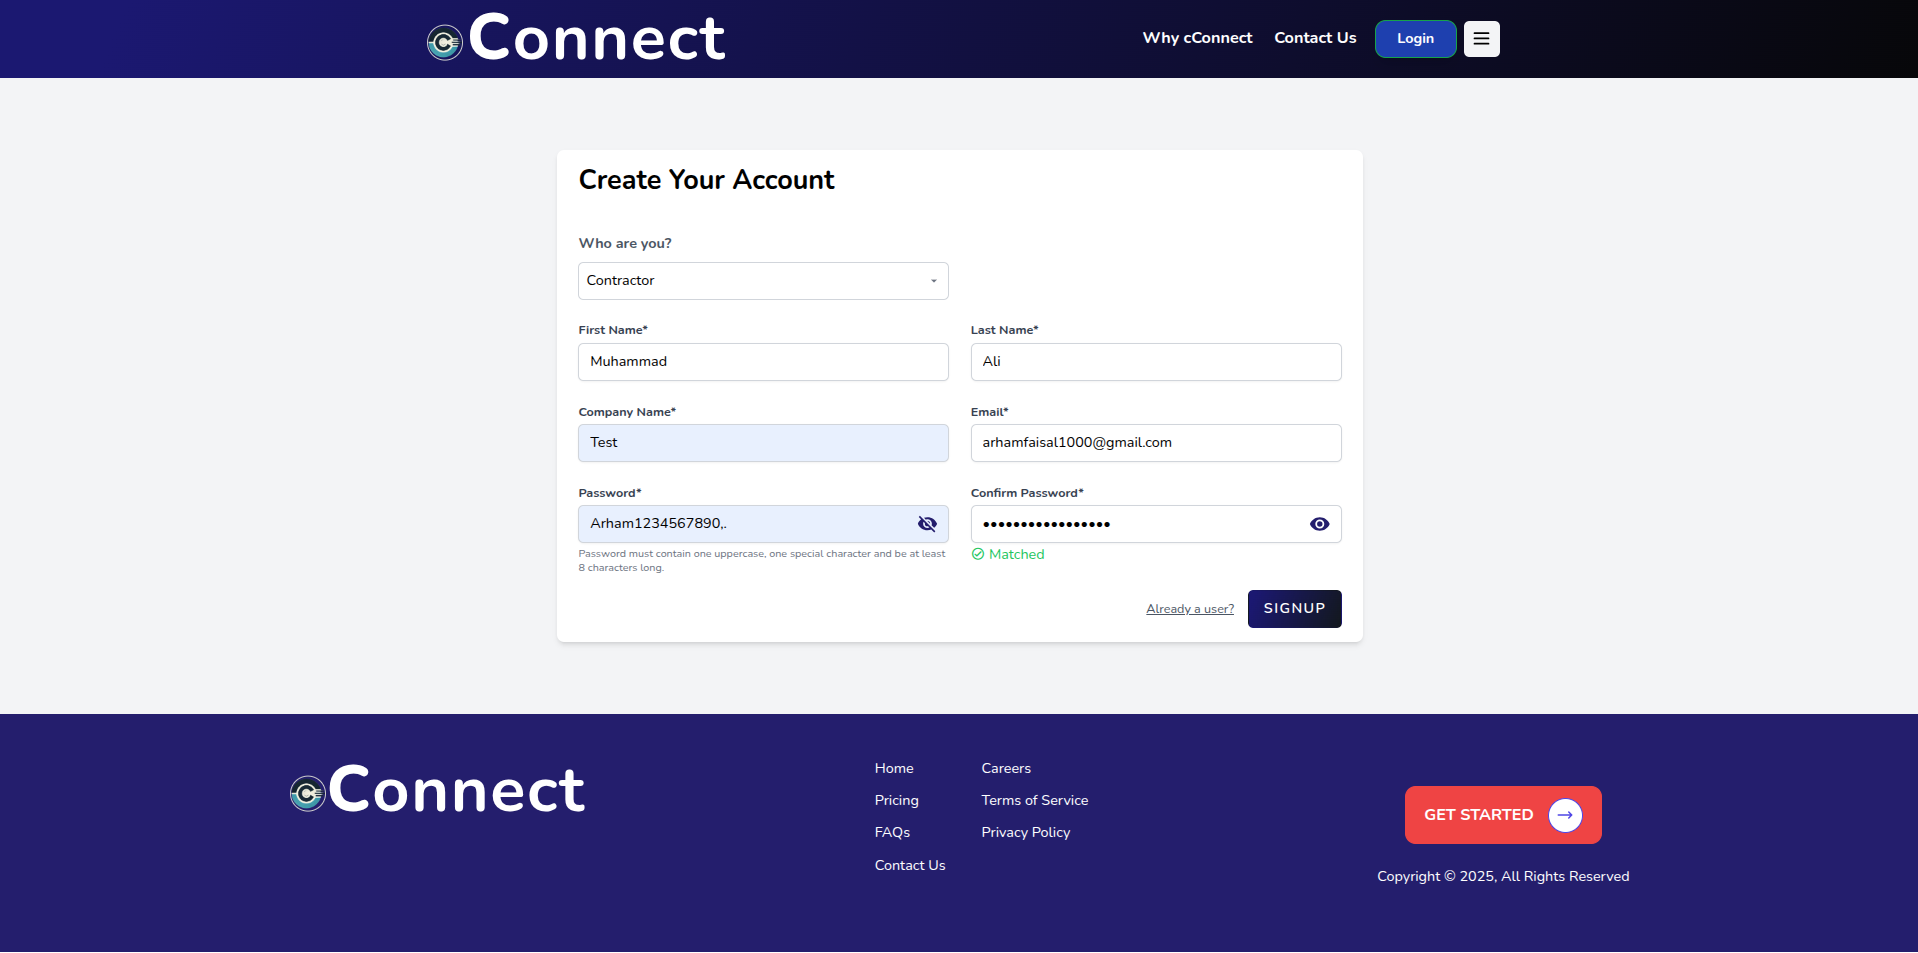 Connect
Why cConnect
Contact Us
Login
Create Your Account
Who are you?
Contractor
First Name*
Last Name*
Muhammad
Ali
Company Name*
Email*
Test
arhamfaisal1000@gmail.com
Password*
Confirm Password*
Arham1234567890,.
••••••••••••••••••
Password must contain one uppercase, one special character and be at least
8 characters long.
Matched
Already a user?
SIGNUP
Connect
Home
Careers
Pricing
Terms of Service
FAQs
Privacy Policy
Contact Us
GET STARTED
Copyright © 2025, All Rights Reserved